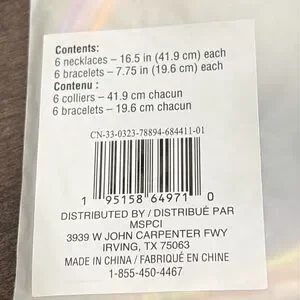 Contents:
6 necklaces – 16.5 in (41.9 cm) each
6 bracelets – 7.75 in (19.6 cm) each
Contenu :
6 colliers – 41.9 cm chacun
6 bracelets – 19.6 cm chacun
CN-33-0323-78894-684411-01
1 95158 64971 0
DISTRIBUTED BY / DISTRIBUÉ PAR
MSPCI
3939 W JOHN CARPENTER FWY
IRVING, TX 75063
MADE IN CHINA / FABRIQUÉ EN CHINE
1-855-450-4467